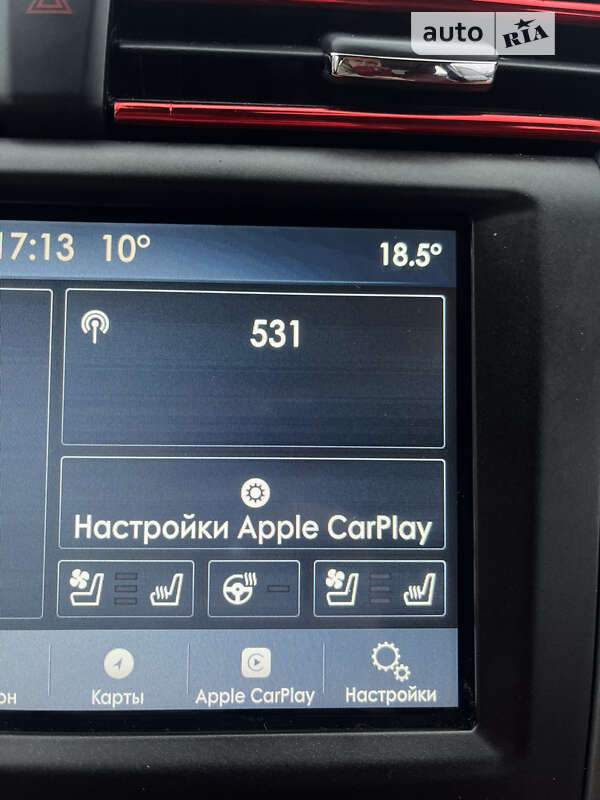 auto RIA
17:13 10° 18.5°
531
Настройки Apple CarPlay
Карты Apple CarPlay Настройки